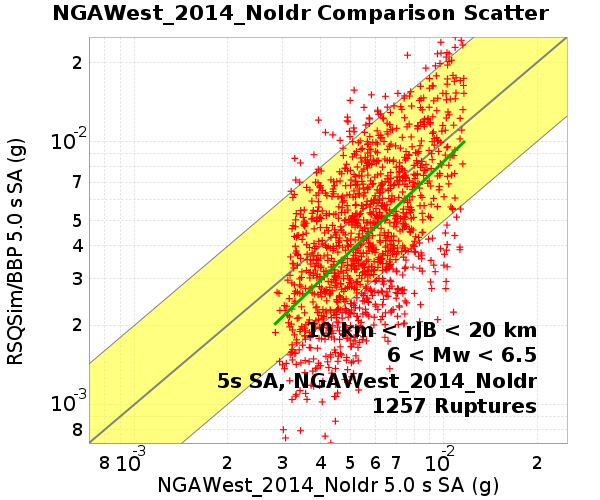 NGAWest_2014_NoIdr Comparison Scatter
RSQSim/BBP 5.0 s SA (g)
2
10-2
7
5
4
3
2
10-3
8
10 km < rJB < 20 km
6 < Mw < 6.5
5s SA, NGAWest_2014_NoIdr
1257 Ruptures
8 10-3 2 3 4 5 6 7 10-2 2
NGAWest_2014_NoIdr 5.0 s SA (g)